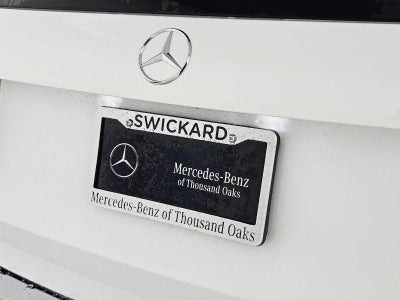 SWICKARD
Mercedes-Benz
of Thousand Oaks
Mercedes-Benz of Thousand Oaks